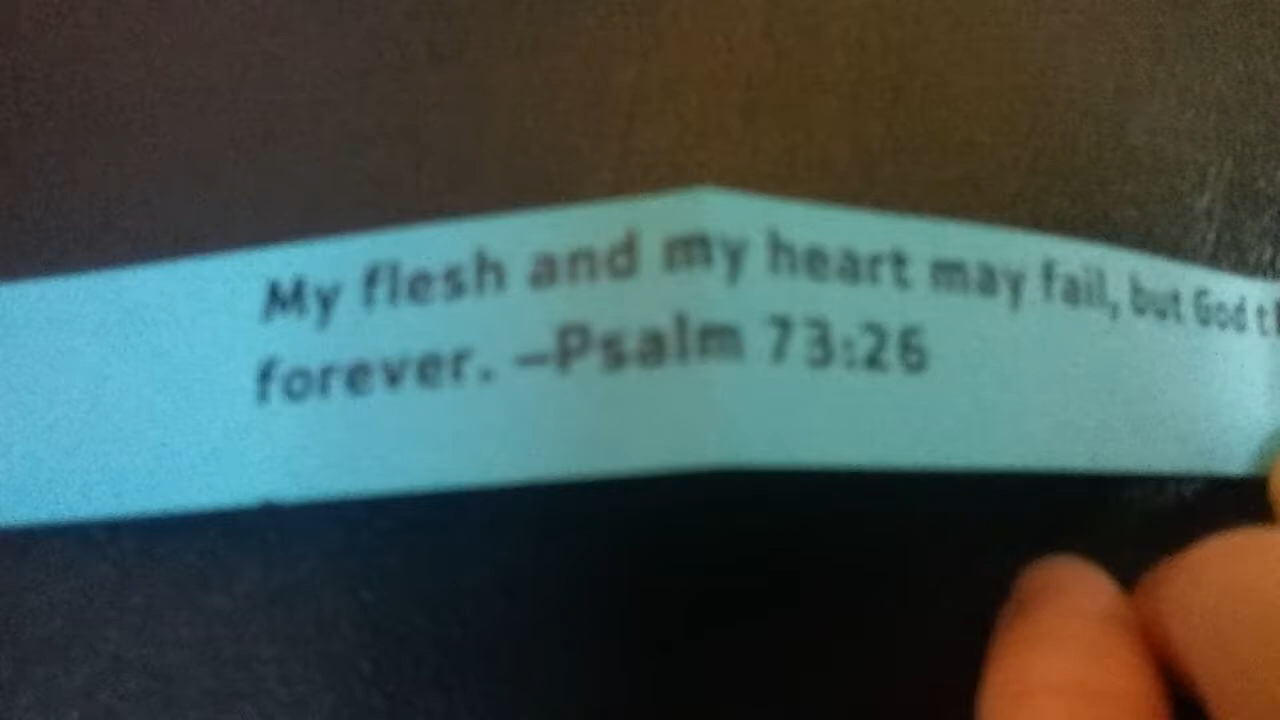 My flesh and my heart may fail, but God
forever. –Psalm 73:26